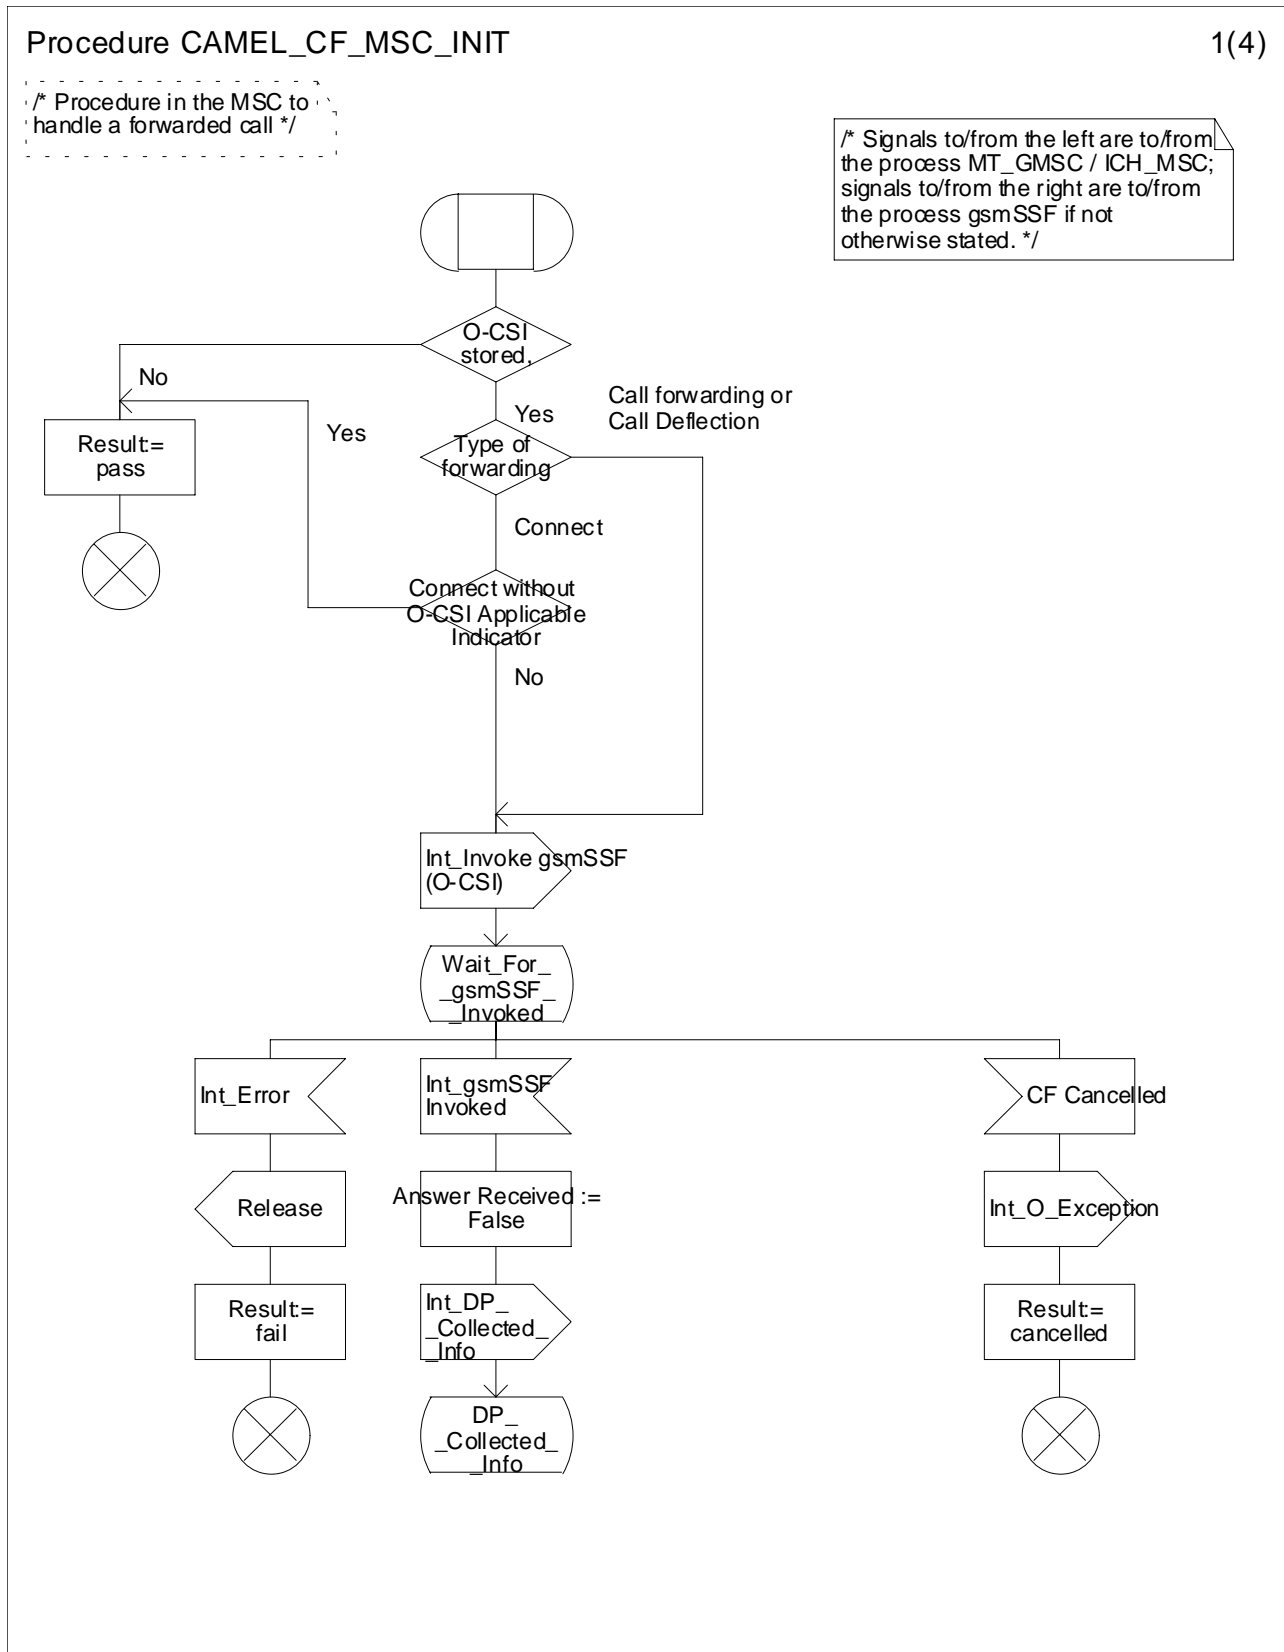 Procedure CAMEL_CF_MSC_INIT
1(4)
/* Procedure in the MSC to
handle a forwarded call */
/* Signals to/from the left are to/from
the process MT_GMSC / ICH_MSC;
signals to/from the right are to/from
the process gsmSSF if not
otherwise stated. */
O-CSI
stored,
No
Yes
Call forwarding or
Call Deflection
Result:=
pass
Yes
Type of
forwarding
Connect
Connect without
O-CSI Applicable
Indicator
No
Int_Invoke gsmSSF
(O-CSI)
Wait_For_
_gsmSSF_
_Invoked
Int_Error
Int_gsmSSF
Invoked
CF Cancelled
Release
Answer Received :=
False
Int_O_Exception
Result:=
fail
Int_DP_
_Collected_
_Info
Result:=
cancelled
DP_
_Collected_
_Info